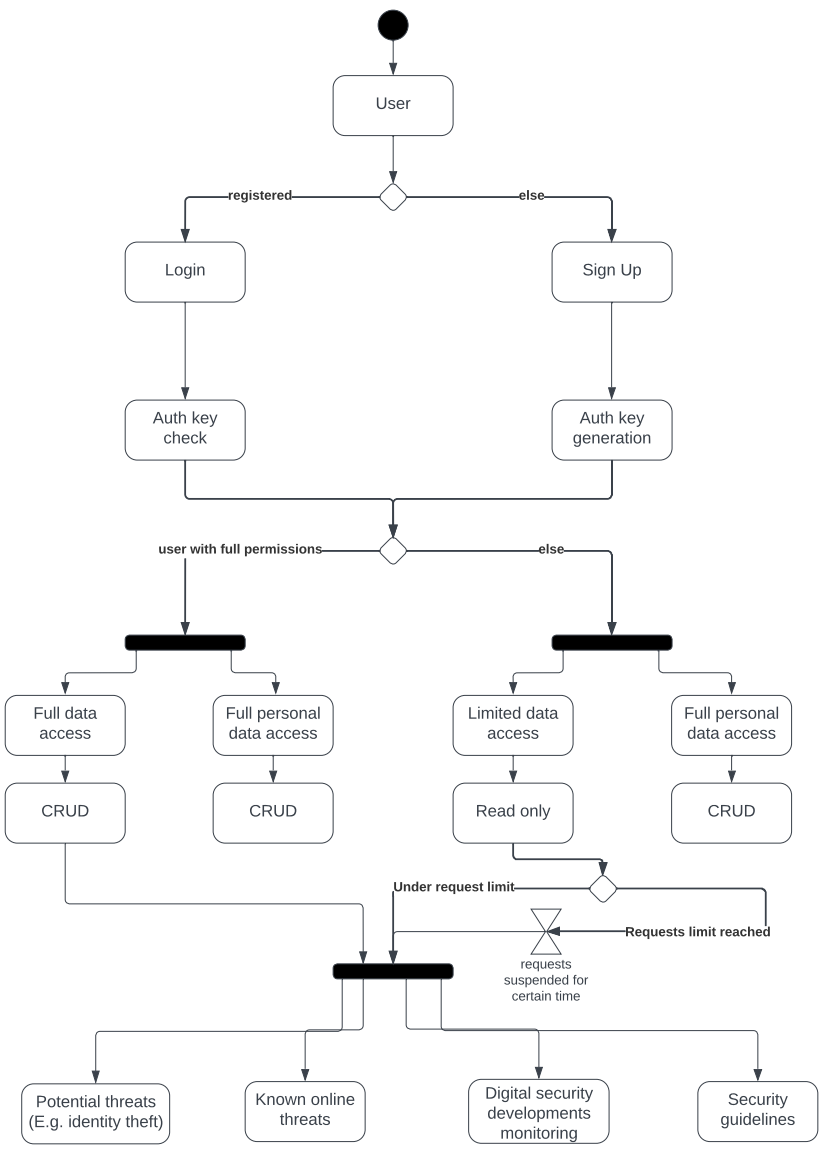 User
registered
else
Login
Sign Up
Auth key
check
Auth key
generation
user with full permissions
else
Full data
access
Full personal
data access
Limited data
access
Full personal
data access
CRUD
CRUD
Read only
CRUD
Under request limit
Requests limit reached
requests
suspended for
certain time
Potential threats
(E.g. identity theft)
Known online
threats
Digital security
developments
monitoring
Security
guidelines